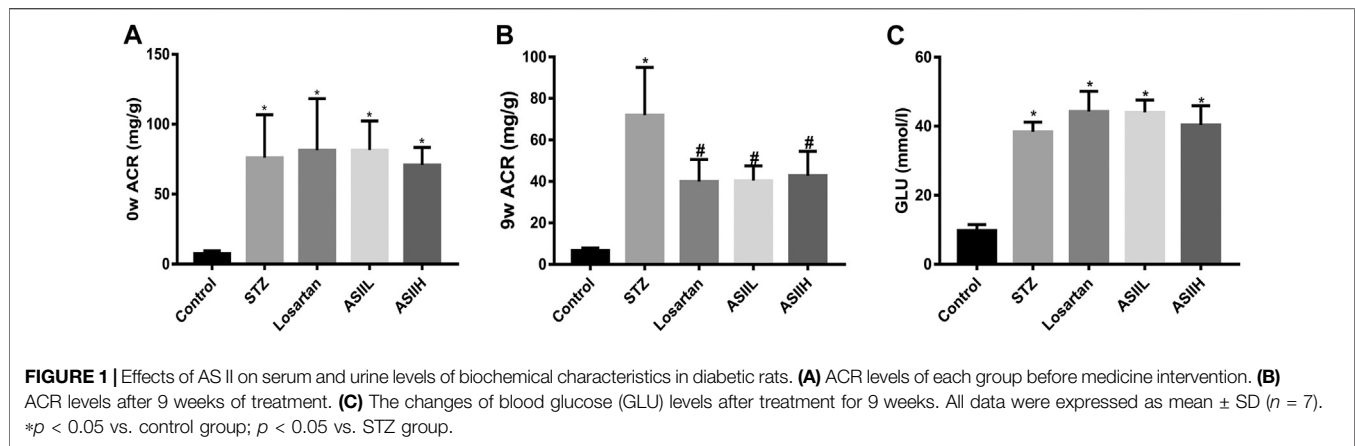 A
B
C
150
100
50
0
0w ACR (mg/g)
*
*
*
*
Control
STZ
Losartan
ASIIL
ASIIH
100
80
60
40
20
0
9w ACR (mg/g)
*
#
#
#
Control
STZ
Losartan
ASIIL
ASIIH
60
40
20
0
GLU (mmol/l)
*
*
*
*
Control
STZ
Losartan
ASIIL
ASIIH
FIGURE 1 | Effects of AS II on serum and urine levels of biochemical characteristics in diabetic rats. (A) ACR levels of each group before medicine intervention. (B)
ACR levels after 9 weeks of treatment. (C) The changes of blood glucose (GLU) levels after treatment for 9 weeks. All data were expressed as mean ± SD (n = 7).
*p < 0.05 vs. control group; p < 0.05 vs. STZ group.